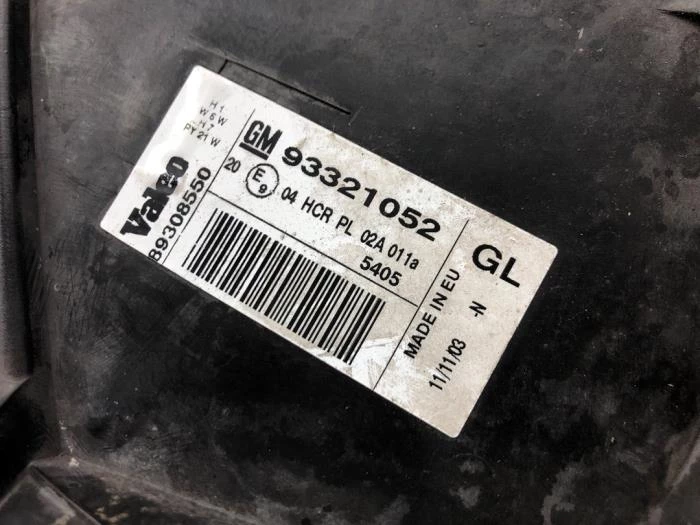 H1
W5W
H7
PY21W
Valeo
89308550
GM 93321052
20 E9 04 HCR PL 02A 011a
5405
GL
MADE IN EU
11/11/03 -N